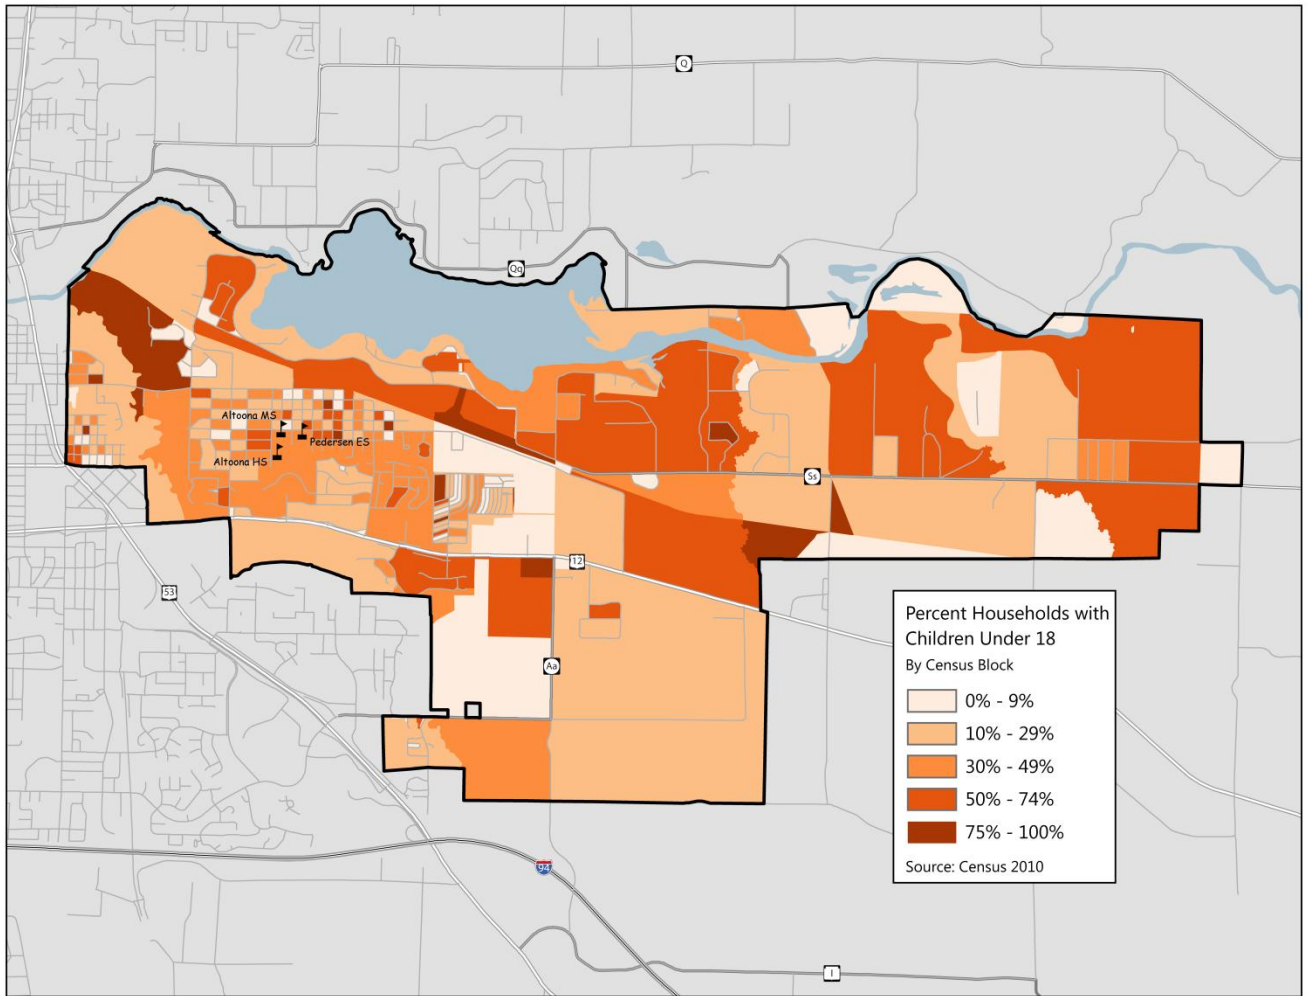 Q
Qq
Altoona MS
Pedersen ES
Altoona HS
Ss
12
53
Aa
Percent Households with
Children Under 18
By Census Block
0% - 9%
10% - 29%
30% - 49%
50% - 74%
75% - 100%
Source: Census 2010
94
I